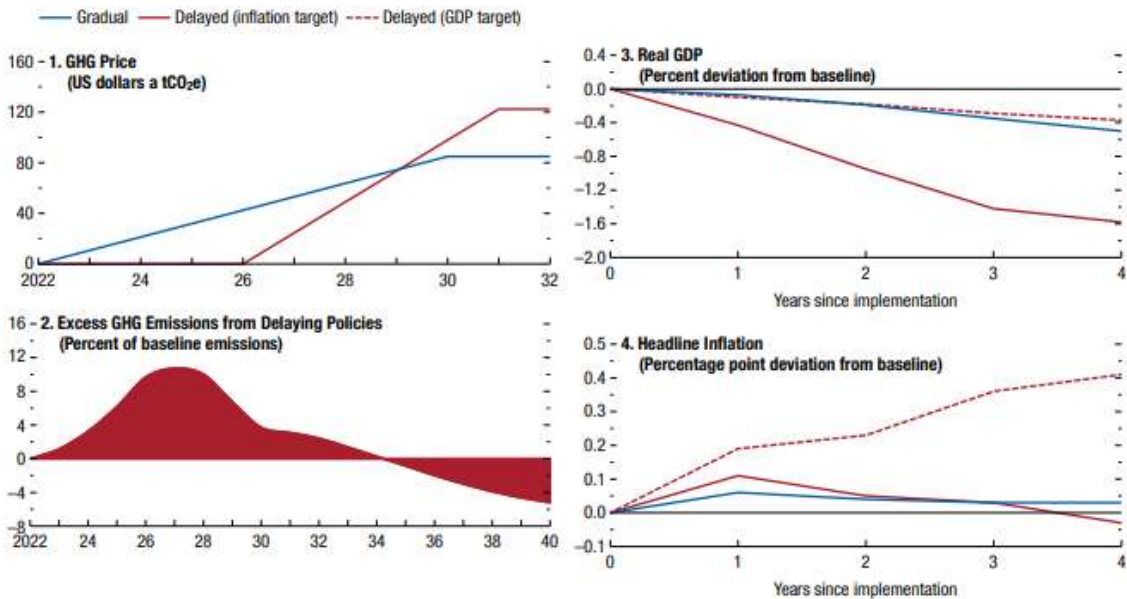 Gradual Delayed (inflation target) Delayed (GDP target)
1. GHG Price
(US dollars a tCO₂e)
160
120
80
40
0
2022 24 26 28 30 32
2. Excess GHG Emissions from Delaying Policies
(Percent of baseline emissions)
16
12
8
4
0
–4
–8
2022 24 26 28 30 32 34 36 38 40
3. Real GDP
(Percent deviation from baseline)
0.4
0.0
–0.4
–0.8
–1.2
–1.6
–2.0
0 1 2 3 4
Years since implementation
4. Headline Inflation
(Percentage point deviation from baseline)
0.5
0.4
0.3
0.2
0.1
0.0
–0.1
0 1 2 3 4
Years since implementation